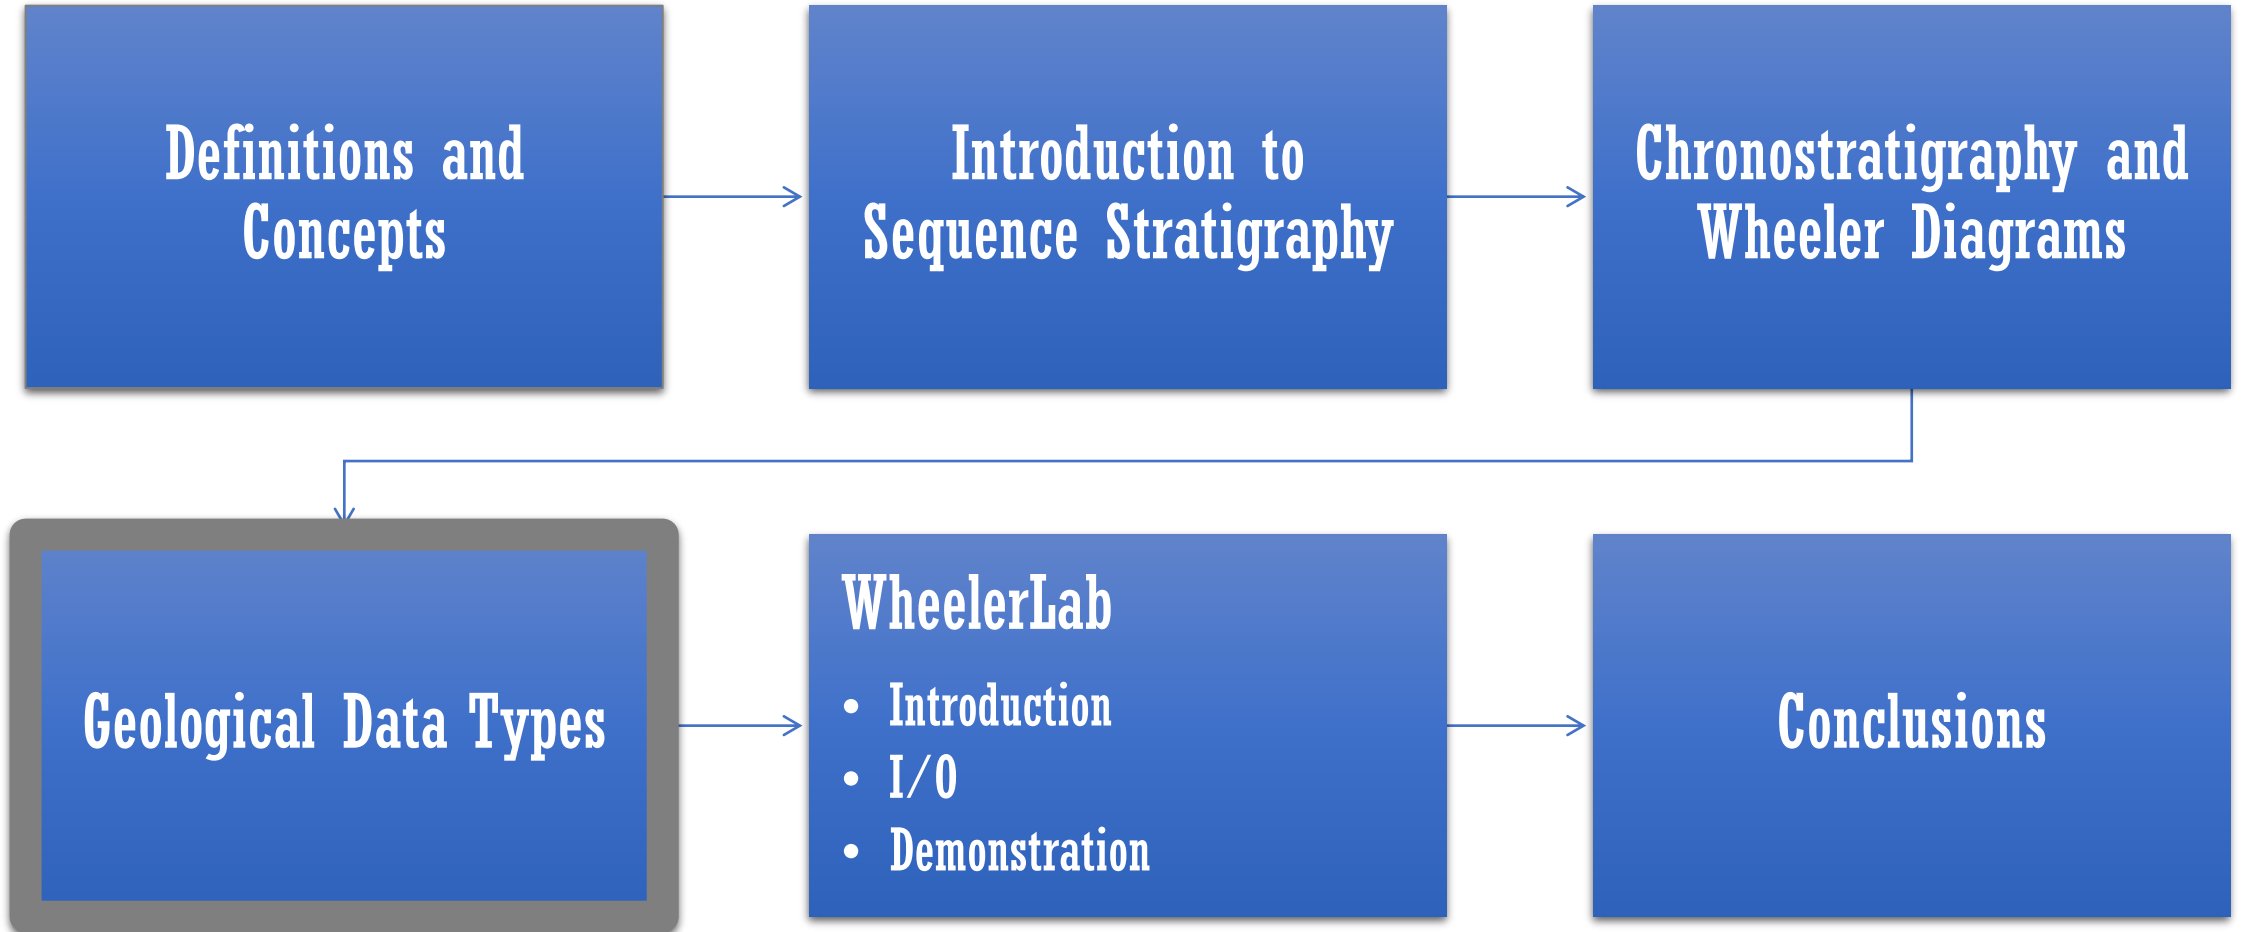 Definitions and
Concepts
Introduction to
Sequence Stratigraphy
Chronostratigraphy and
Wheeler Diagrams
Geological Data Types
WheelerLab
• Introduction
• I/O
• Demonstration
Conclusions